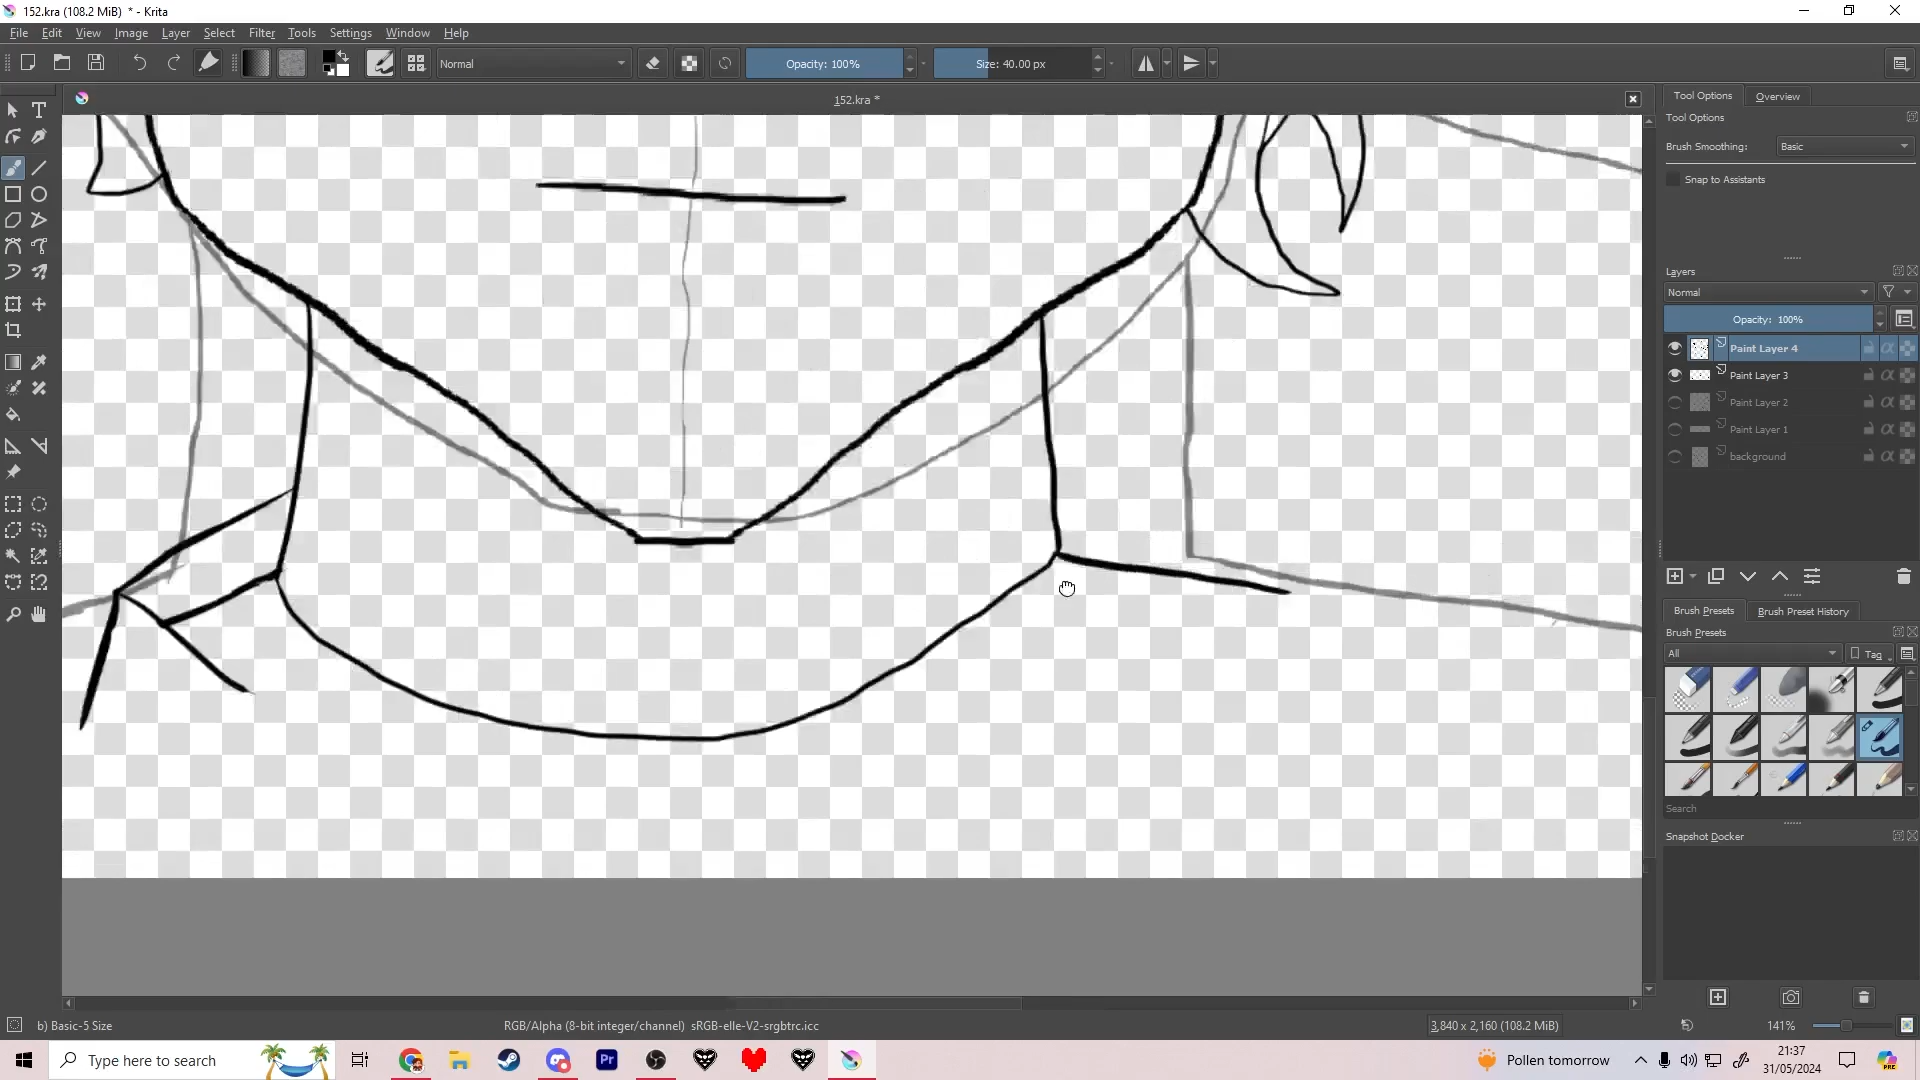 152.kra (108.2 MiB) * - Krita
File Edit View Image Layer Select Filter Tools Settings Window Help
Normal
Opacity: 100%
Size: 40.00 px
152.kra *
Tool Options
Overview
Tool Options
Brush Smoothing:
Basic
Snap to Assistants
Layers
Normal
Opacity: 100%
Paint Layer 4
Paint Layer 3
Paint Layer 2
Paint Layer 1
background
Brush Presets
Brush Preset History
Brush Presets
All
Tag
Search
Snapshot Docker
b) Basic-5 Size
RGB/Alpha (8-bit integer/channel) sRGB-elle-V2-srgbtrc.icc
3,840 x 2,160 (108.2 MiB)
141%
Type here to search
Pr
Pollen tomorrow
21:37
31/05/2024
PRE